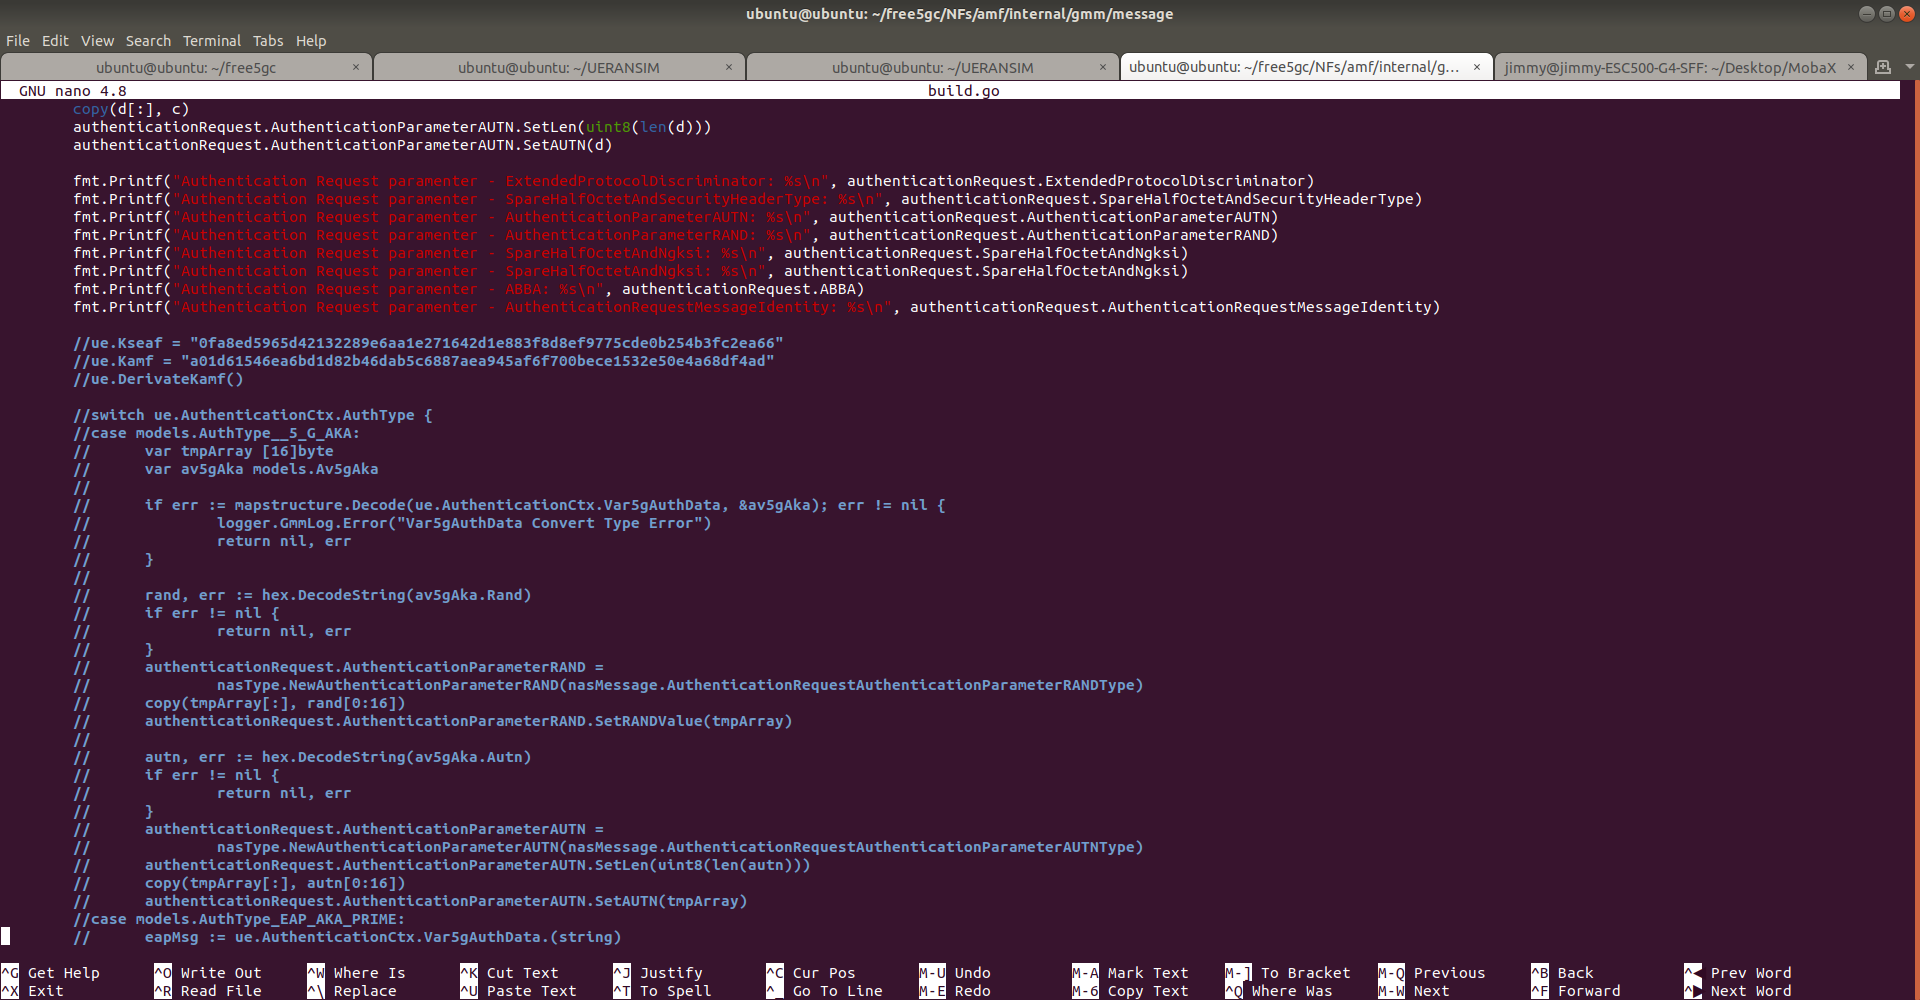 ubuntu@ubuntu: ~/free5gc/NFs/amf/internal/gmm/message
File Edit View Search Terminal Tabs Help
ubuntu@ubuntu: ~/free5gc × ubuntu@ubuntu: ~/UERANSIM × ubuntu@ubuntu: ~/UERANSIM × ubuntu@ubuntu: ~/free5gc/NFs/amf/internal/g... × jimmy@jimmy-ESC500-G4-SFF: ~/Desktop/MobaX ×
GNU nano 4.8 build.go
copy(d[:], c)
authenticationRequest.AuthenticationParameterAUTN.SetLen(uint8(len(d)))
authenticationRequest.AuthenticationParameterAUTN.SetAUTN(d)
fmt.Printf("Authentication Request paramenter - ExtendedProtocolDiscriminator: %s\n", authenticationRequest.ExtendedProtocolDiscriminator)
fmt.Printf("Authentication Request paramenter - SpareHalfOctetAndSecurityHeaderType: %s\n", authenticationRequest.SpareHalfOctetAndSecurityHeaderType)
fmt.Printf("Authentication Request paramenter - AuthenticationParameterAUTN: %s\n", authenticationRequest.AuthenticationParameterAUTN)
fmt.Printf("Authentication Request paramenter - AuthenticationParameterRAND: %s\n", authenticationRequest.AuthenticationParameterRAND)
fmt.Printf("Authentication Request paramenter - SpareHalfOctetAndNgksi: %s\n", authenticationRequest.SpareHalfOctetAndNgksi)
fmt.Printf("Authentication Request paramenter - SpareHalfOctetAndNgksi: %s\n", authenticationRequest.SpareHalfOctetAndNgksi)
fmt.Printf("Authentication Request paramenter - ABBA: %s\n", authenticationRequest.ABBA)
fmt.Printf("Authentication Request paramenter - AuthenticationRequestMessageIdentity: %s\n", authenticationRequest.AuthenticationRequestMessageIdentity)
//ue.Kseaf = "0fa8ed5965d42132289e6aa1e271642d1e883f8d8ef9775cde0b254b3fc2ea66"
//ue.Kamf = "a01d61546ea6bd1d82b46dab5c6887aea945af6f700bece1532e50e4a68df4ad"
//ue.DerivateKamf()
//switch ue.AuthenticationCtx.AuthType {
//case models.AuthType__5_G_AKA:
// var tmpArray [16]byte
// var av5gAka models.Av5gAka
//
// if err := mapstructure.Decode(ue.AuthenticationCtx.Var5gAuthData, &av5gAka); err != nil {
// logger.GmmLog.Error("Var5gAuthData Convert Type Error")
// return nil, err
// }
//
// rand, err := hex.DecodeString(av5gAka.Rand)
// if err != nil {
// return nil, err
// }
// authenticationRequest.AuthenticationParameterRAND =
// nasType.NewAuthenticationParameterRAND(nasMessage.AuthenticationRequestAuthenticationParameterRANDType)
// copy(tmpArray[:], rand[0:16])
// authenticationRequest.AuthenticationParameterRAND.SetRANDValue(tmpArray)
//
// autn, err := hex.DecodeString(av5gAka.Autn)
// if err != nil {
// return nil, err
// }
// authenticationRequest.AuthenticationParameterAUTN =
// nasType.NewAuthenticationParameterAUTN(nasMessage.AuthenticationRequestAuthenticationParameterAUTNType)
// authenticationRequest.AuthenticationParameterAUTN.SetLen(uint8(len(autn)))
// copy(tmpArray[:], autn[0:16])
// authenticationRequest.AuthenticationParameterAUTN.SetAUTN(tmpArray)
//case models.AuthType_EAP_AKA_PRIME:
// eapMsg := ue.AuthenticationCtx.Var5gAuthData.(string)
^G Get Help ^O Write Out ^W Where Is ^K Cut Text ^J Justify ^C Cur Pos M-U Undo M-A Mark Text M-] To Bracket M-Q Previous ^B Back ^◀ Prev Word
^X Exit ^R Read File ^\ Replace ^U Paste Text ^T To Spell ^_ Go To Line M-E Redo M-6 Copy Text ^Q Where Was M-W Next ^F Forward ^▶ Next Word